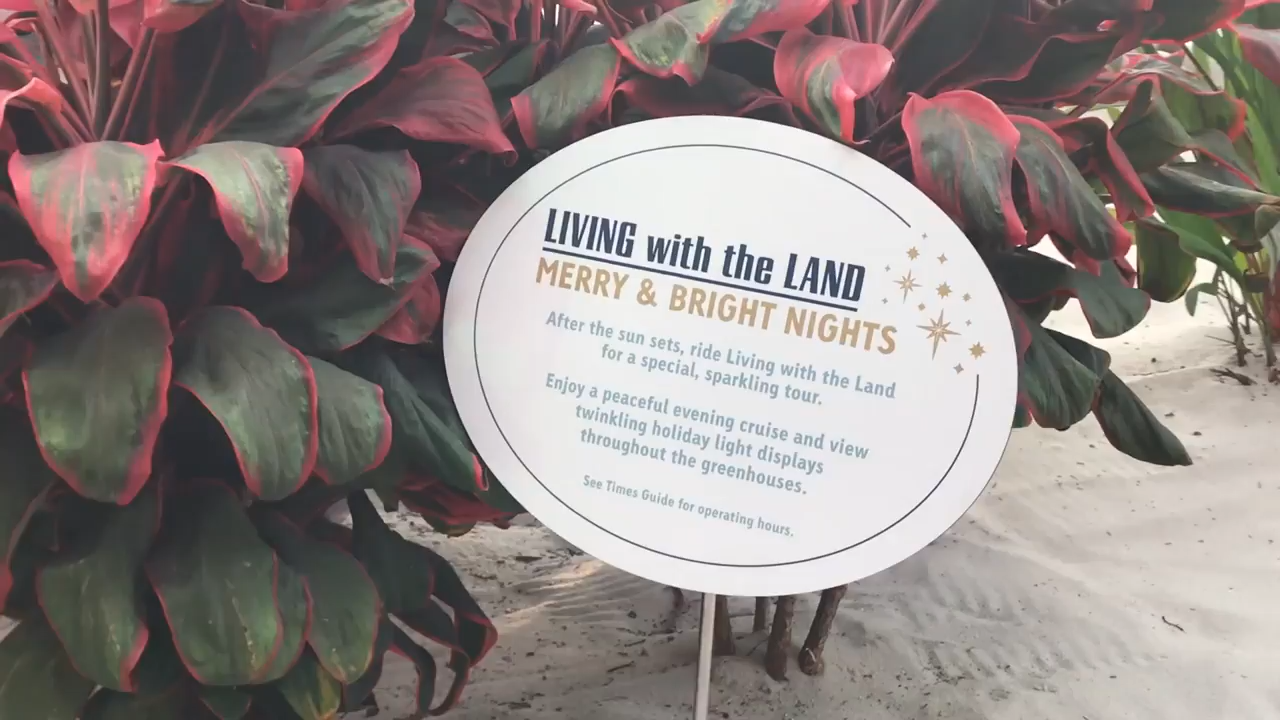 LIVING with the LAND
MERRY & BRIGHT NIGHTS
After the sun sets, ride Living with the Land
for a special, sparkling tour.
Enjoy a peaceful evening cruise and view
twinkling holiday light displays
throughout the greenhouses.
See Times Guide for operating hours.